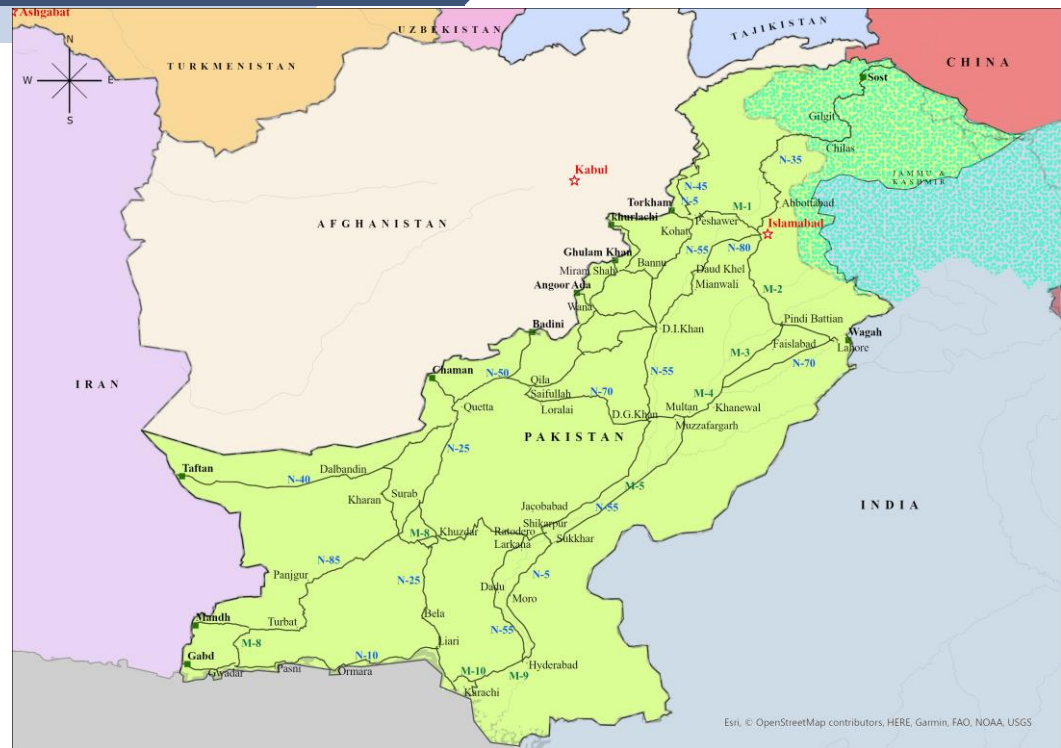 Ashgabat
UZBEKISTAN
TAJIKISTAN
TURKMENISTAN
CHINA
N
W
E
S
Sost
Gilgit
Chilas
N-35
JAMMU &
KASHMIR
Kabul
N-45
Torkham
N-5
M-1
Abbottabad
AFGHANISTAN
khurlachi
Peshawer
Islamabad
Kohat
N-55
N-80
Ghulam Khan
Bannu
Miram Shah
Daud Khel
Mianwali
Angoor Ada
M-2
Wana
Badini
D.I.Khan
Pindi Battian
Wagah
Faislabad
Lahore
M-3
N-70
Chaman
N-50
Qila
Saifullah
N-70
N-55
IRAN
M-4
Quetta
Loralai
D.G.Khan
Multan
Khanewal
Muzzafargarh
PAKISTAN
N-25
Taftan
N-40
Dalbandin
M-5
Kharan
Surab
Jacobabad
N-55
INDIA
Shikarpur
M-8
Khuzdar
Ratodero
Larkana
Sukkhar
N-85
Panjgur
N-25
N-5
Dadu
Moro
Mandh
Turbat
Bela
N-55
M-8
Liari
Gabd
N-10
Gwadar
Pasni
Ormara
M-10
M-9
Hyderabad
Karachi
Esri, © OpenStreetMap contributors, HERE, Garmin, FAO, NOAA, USGS